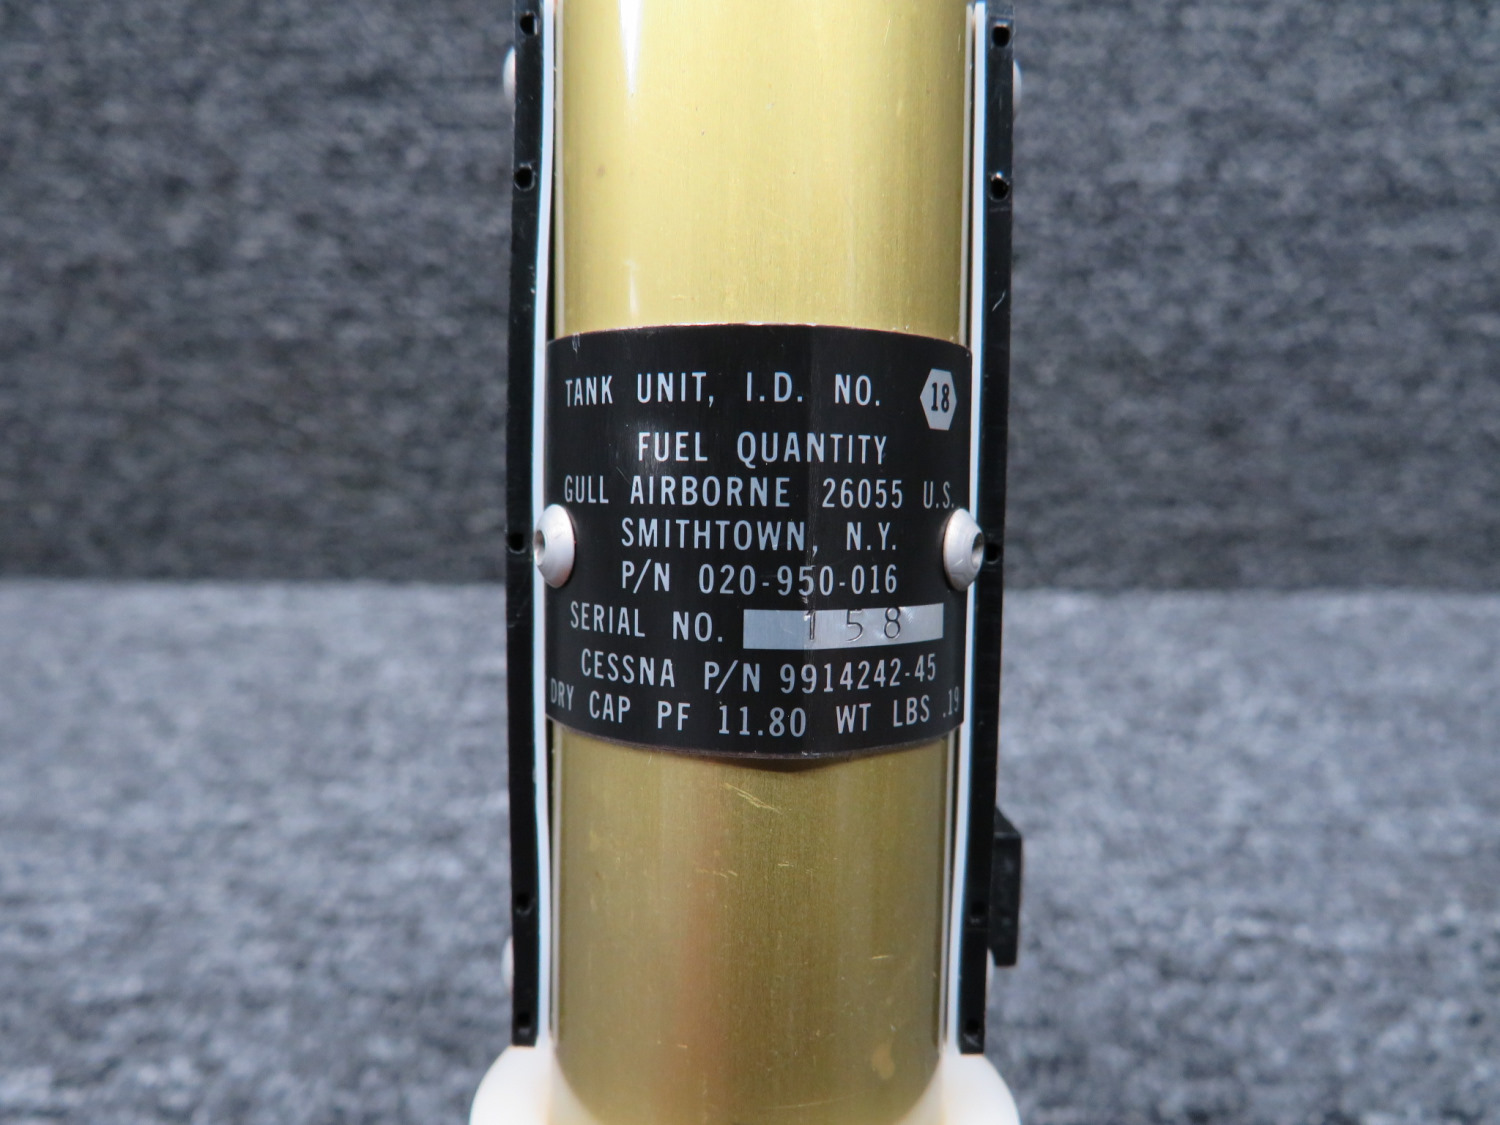 TANK UNIT, I.D. NO. 18
FUEL QUANTITY
GULL AIRBORNE 26055 U.S.
SMITHTOWN, N.Y.
P/N 020-950-016
SERIAL NO. 158
CESSNA P/N 9914242-45
DRY CAP PF 11.80 WT LBS .19